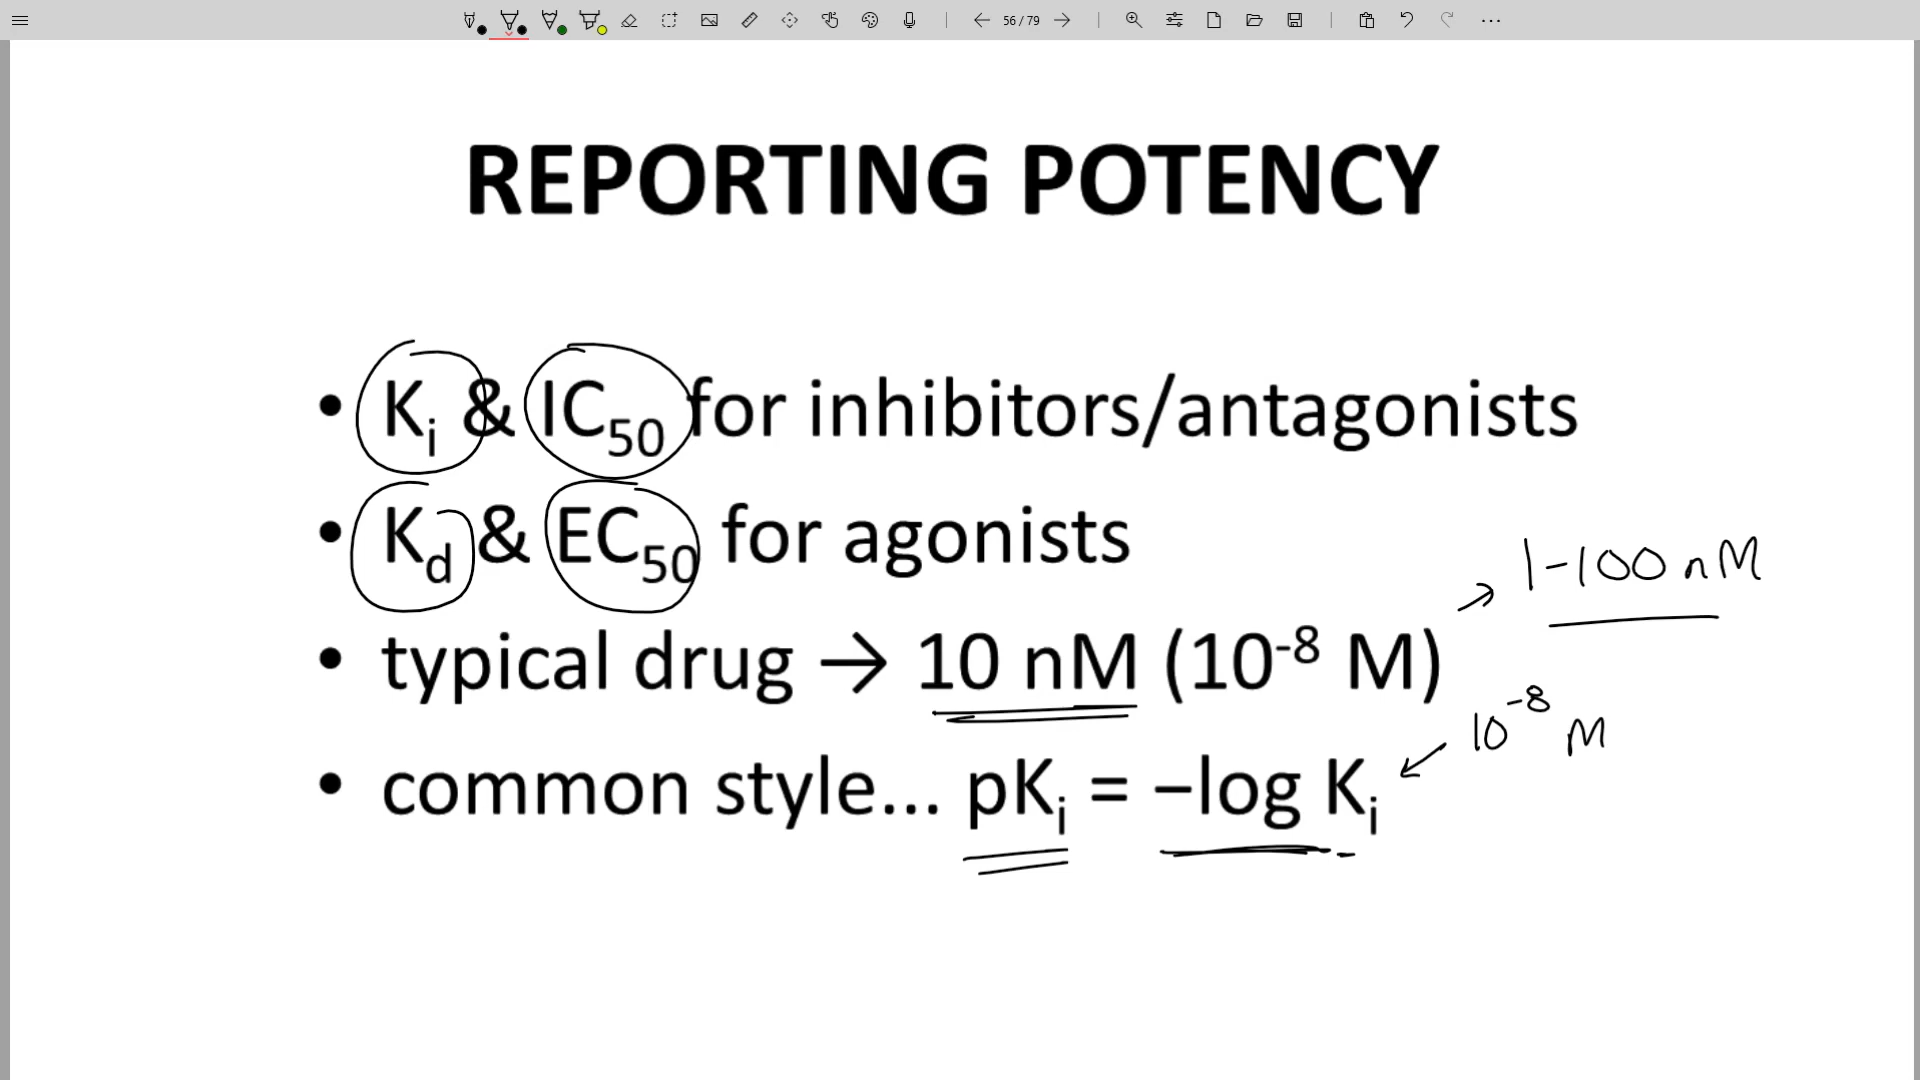 56 / 79
REPORTING POTENCY
• Kᵢ & IC₅₀ for inhibitors/antagonists
• K_d & EC₅₀ for agonists
1-100 nM
• typical drug → 10 nM (10⁻⁸ M)
10⁻⁸ M
• common style... pKᵢ = –log Kᵢ